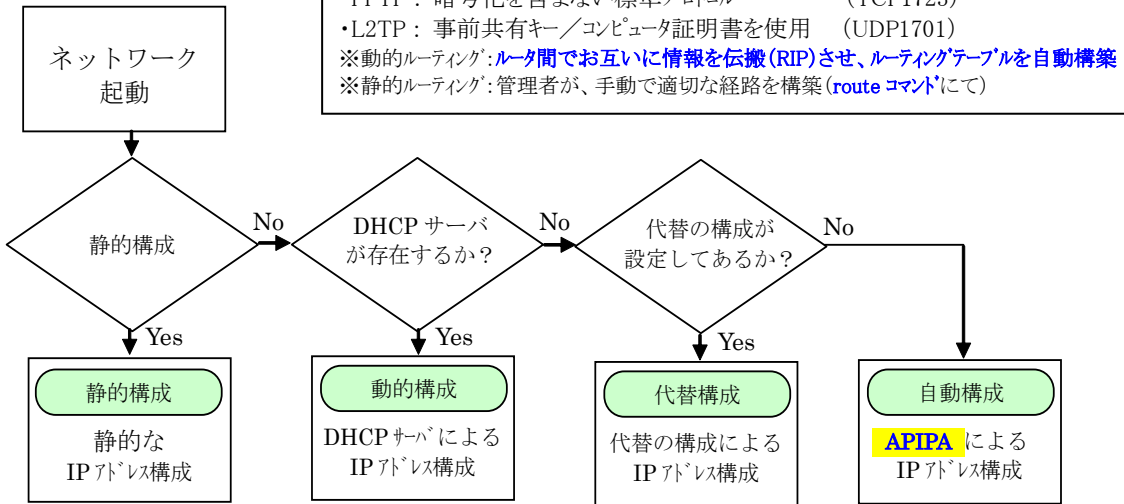 ・L2TP： 事前共有キー／ｺﾝﾋﾟｭｰﾀ証明書を使用 （UDP1701）
※動的ﾙｰﾃｨﾝｸﾞ：ﾙｰﾀ間でお互いに情報を伝搬（RIP）させ、ﾙｰﾃｨﾝｸﾞﾃｰﾌﾞﾙを自動構築
※静的ﾙｰﾃｨﾝｸﾞ：管理者が、手動で適切な経路を構築（route ｺﾏﾝﾄﾞにて）
ネットワーク
起動
静的構成
No
DHCP サーバ
が存在するか？
No
代替の構成が
設定してあるか？
No
Yes
Yes
Yes
静的構成
静的な
IP ｱﾄﾞﾚｽ構成
動的構成
DHCP ｻｰﾊﾞによる
IP ｱﾄﾞﾚｽ構成
代替構成
代替の構成による
IP ｱﾄﾞﾚｽ構成
自動構成
APIPA による
IP ｱﾄﾞﾚｽ構成